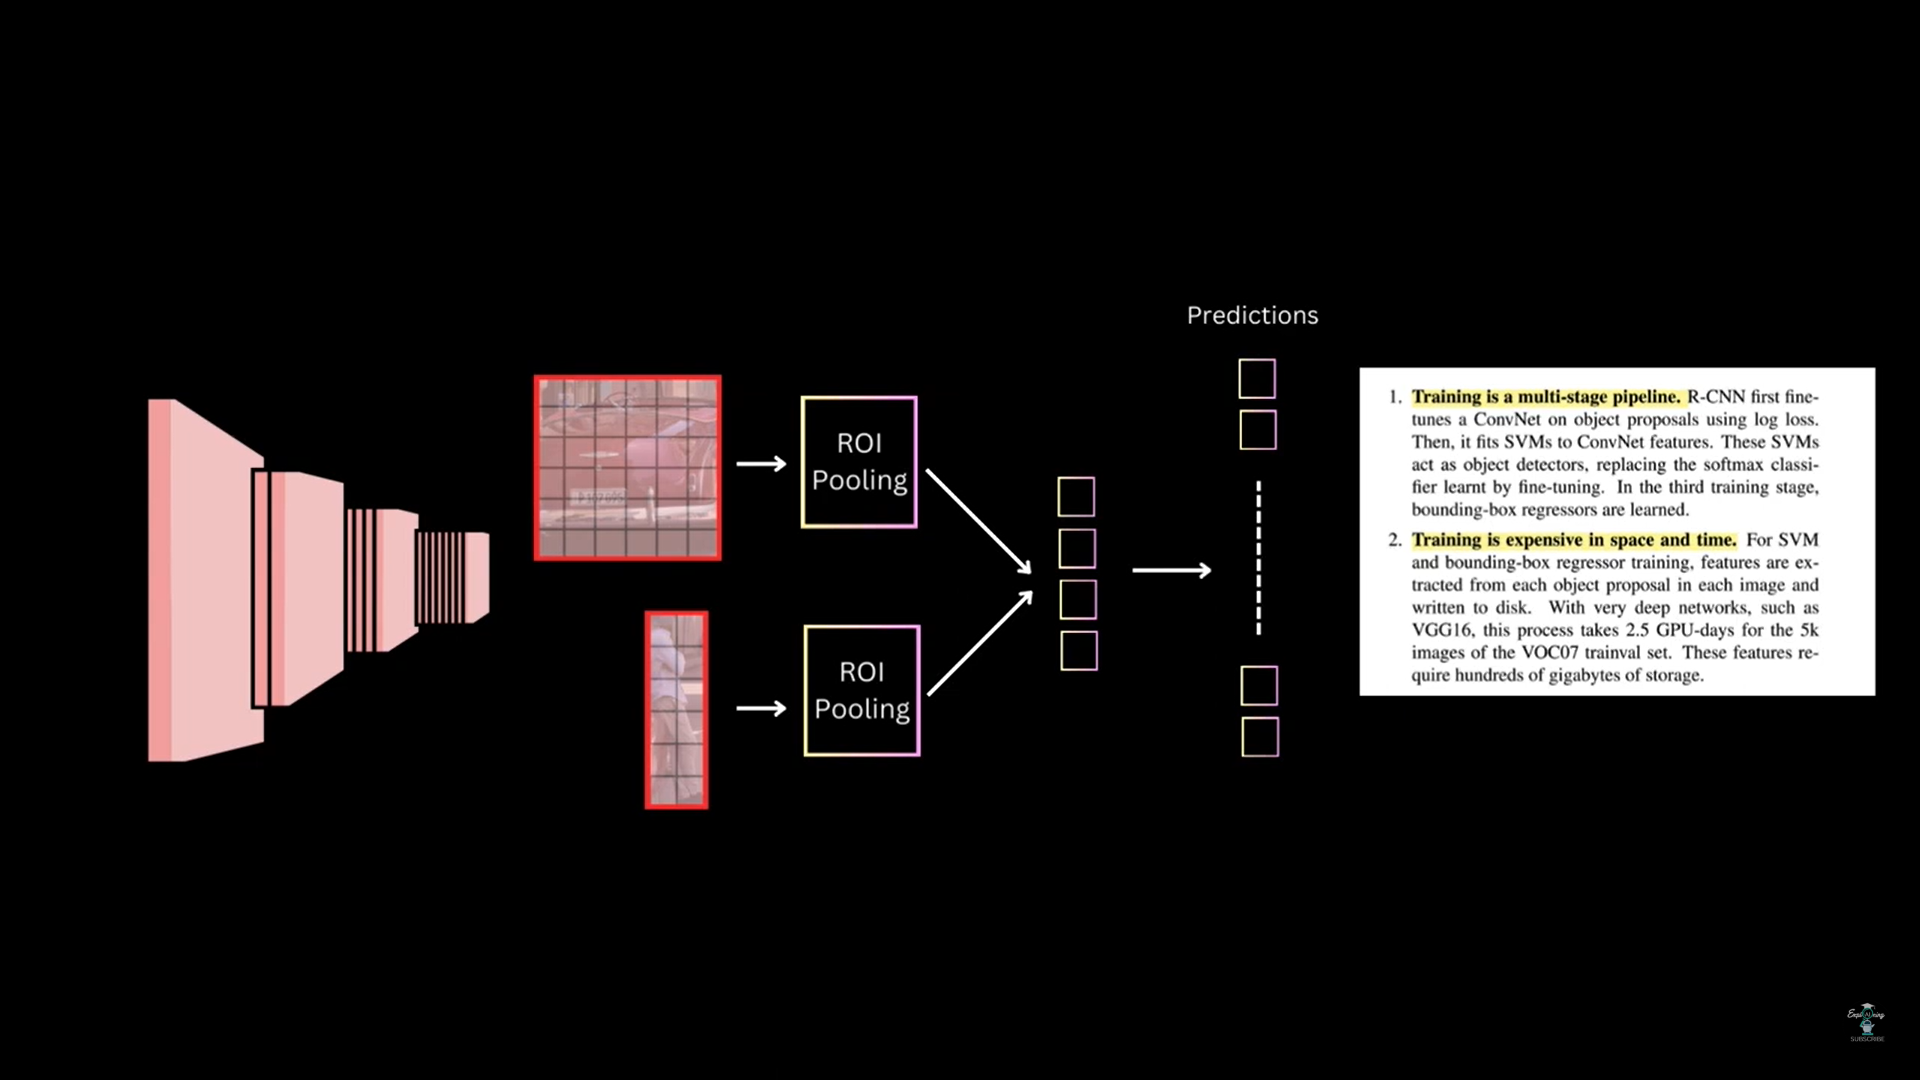 Predictions
ROI
Pooling
ROI
Pooling
1. Training is a multi-stage pipeline. R-CNN first fine-
tunes a ConvNet on object proposals using log loss.
Then, it fits SVMs to ConvNet features. These SVMs
act as object detectors, replacing the softmax classi-
fier learnt by fine-tuning. In the third training stage,
bounding-box regressors are learned.
2. Training is expensive in space and time. For SVM
and bounding-box regressor training, features are ex-
tracted from each object proposal in each image and
written to disk. With very deep networks, such as
VGG16, this process takes 2.5 GPU-days for the 5k
images of the VOC07 trainval set. These features re-
quire hundreds of gigabytes of storage.
SUBSCRIBE